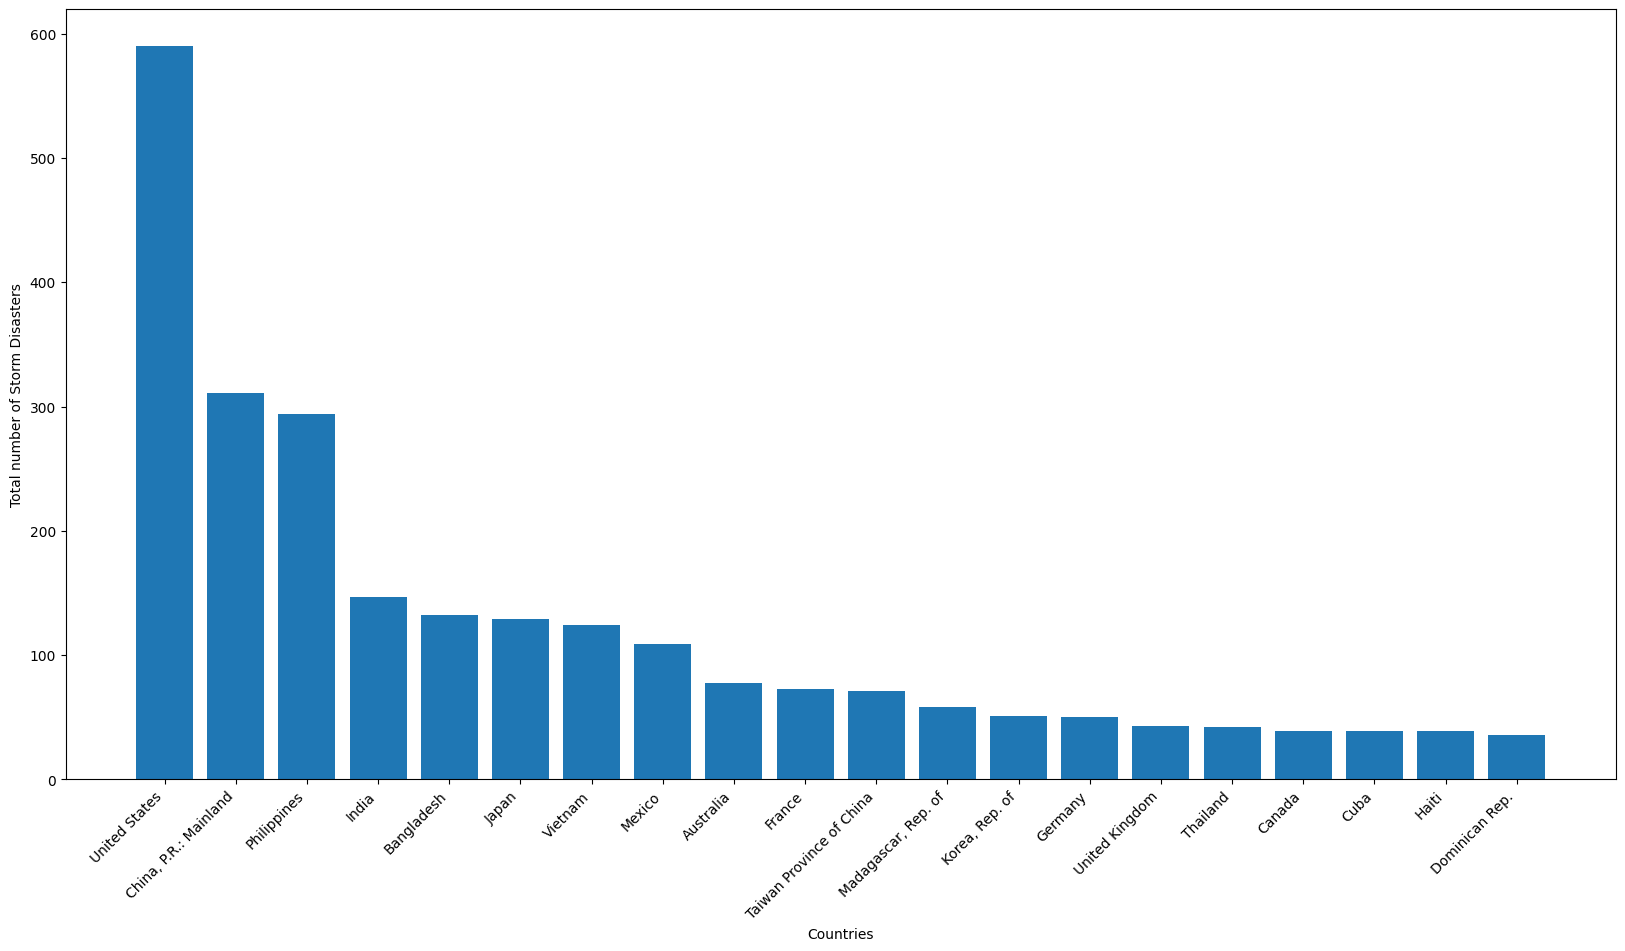 600
500
400
300
200
100
0
Total number of Storm Disasters
United States
China, P.R.: Mainland
Philippines
India
Bangladesh
Japan
Vietnam
Mexico
Australia
France
Taiwan Province of China
Madagascar, Rep. of
Korea, Rep. of
Germany
United Kingdom
Thailand
Canada
Cuba
Haiti
Dominican Rep.
Countries